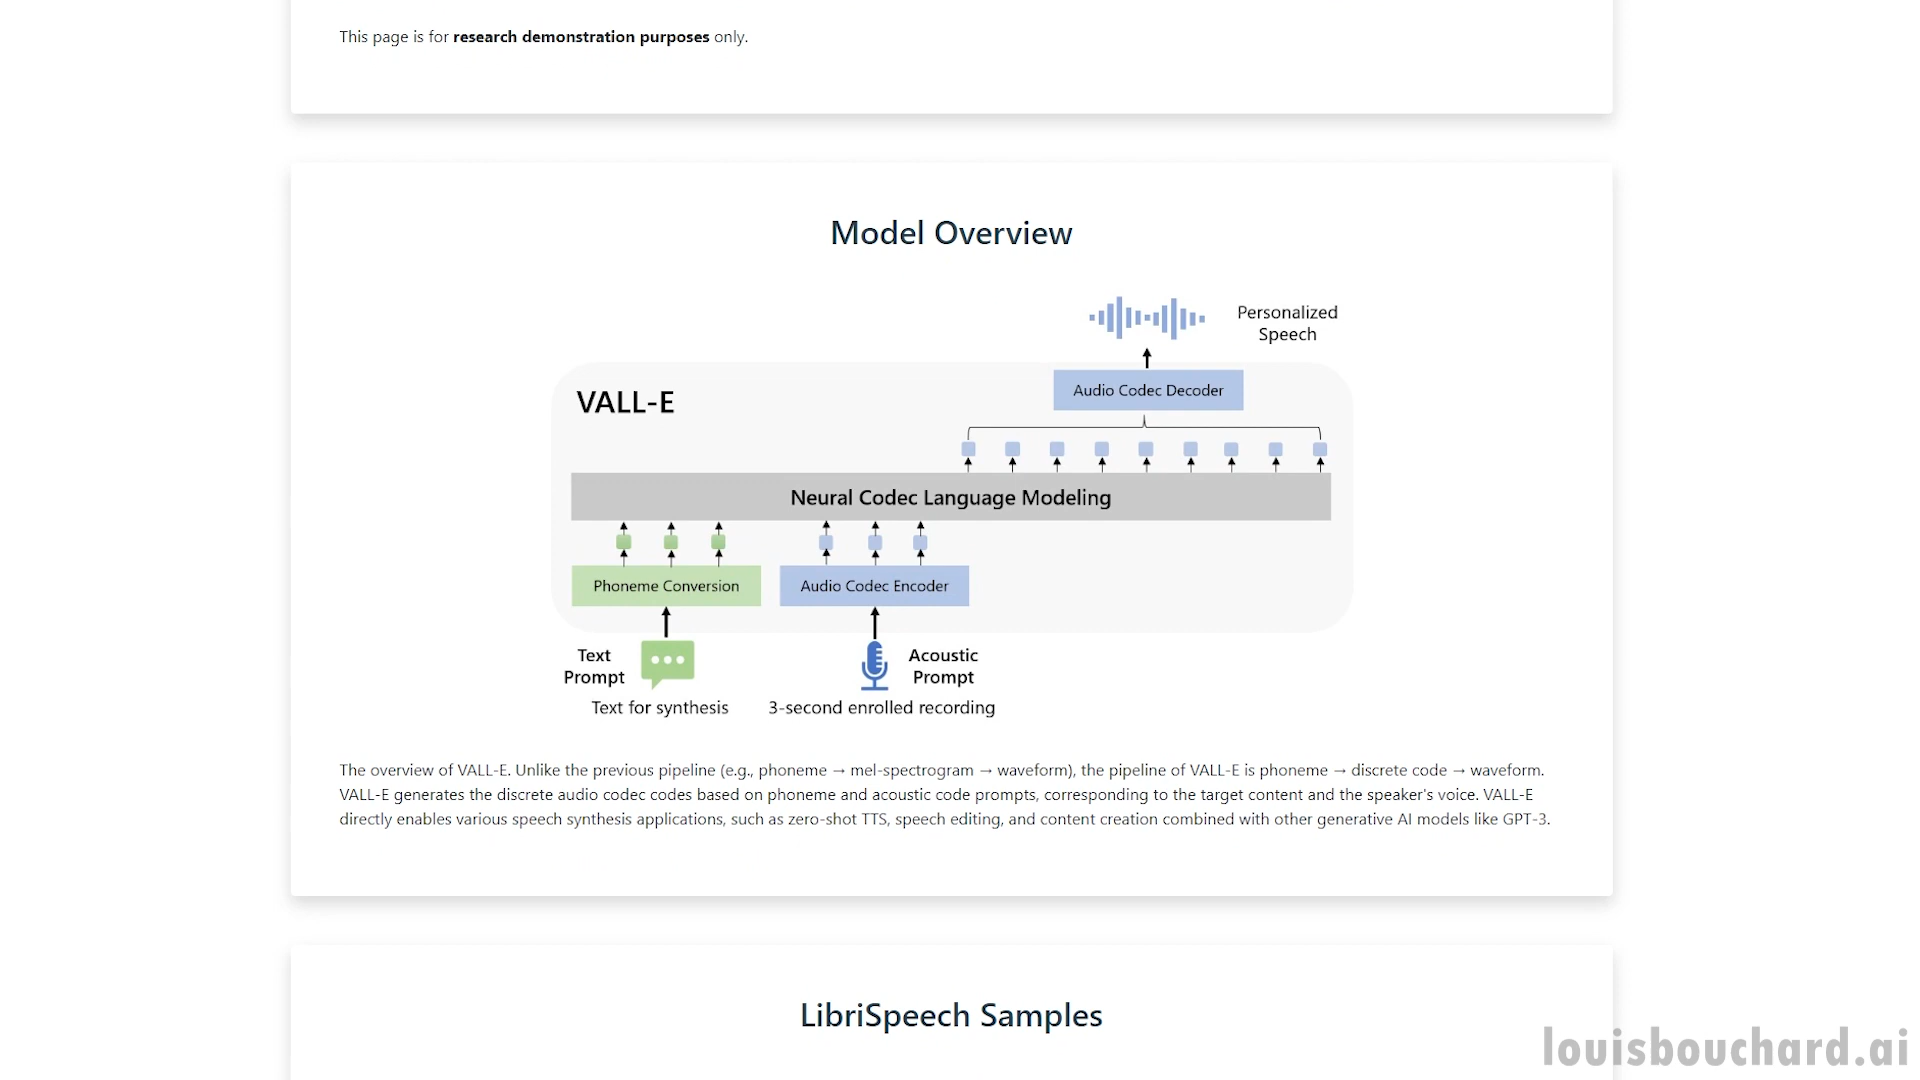 This page is for research demonstration purposes only.
Model Overview
Personalized
Speech
VALL-E
Audio Codec Decoder
Neural Codec Language Modeling
Phoneme Conversion
Audio Codec Encoder
Text
Prompt
Acoustic
Prompt
Text for synthesis
3-second enrolled recording
The overview of VALL-E. Unlike the previous pipeline (e.g., phoneme → mel-spectrogram → waveform), the pipeline of VALL-E is phoneme → discrete code → waveform.
VALL-E generates the discrete audio codec codes based on phoneme and acoustic code prompts, corresponding to the target content and the speaker's voice. VALL-E
directly enables various speech synthesis applications, such as zero-shot TTS, speech editing, and content creation combined with other generative AI models like GPT-3.
LibriSpeech Samples
louisbouchard.ai